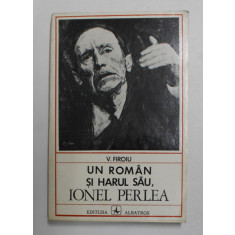 V. FIROIU
UN ROMÂN
ȘI HARUL SĂU,
IONEL PERLEA
EDITURA ALBATROS